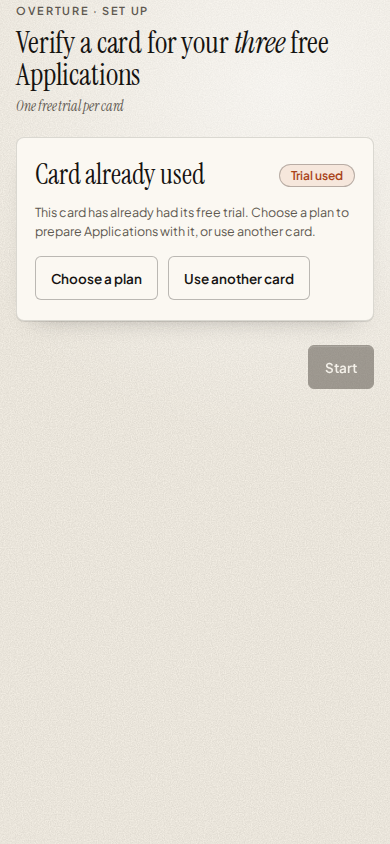 OVERTURE · SET UP
Verify a card for your three free
Applications
One free trial per card
Card already used
Trial used
This card has already had its free trial. Choose a plan to
prepare Applications with it, or use another card.
Choose a plan
Use another card
Start